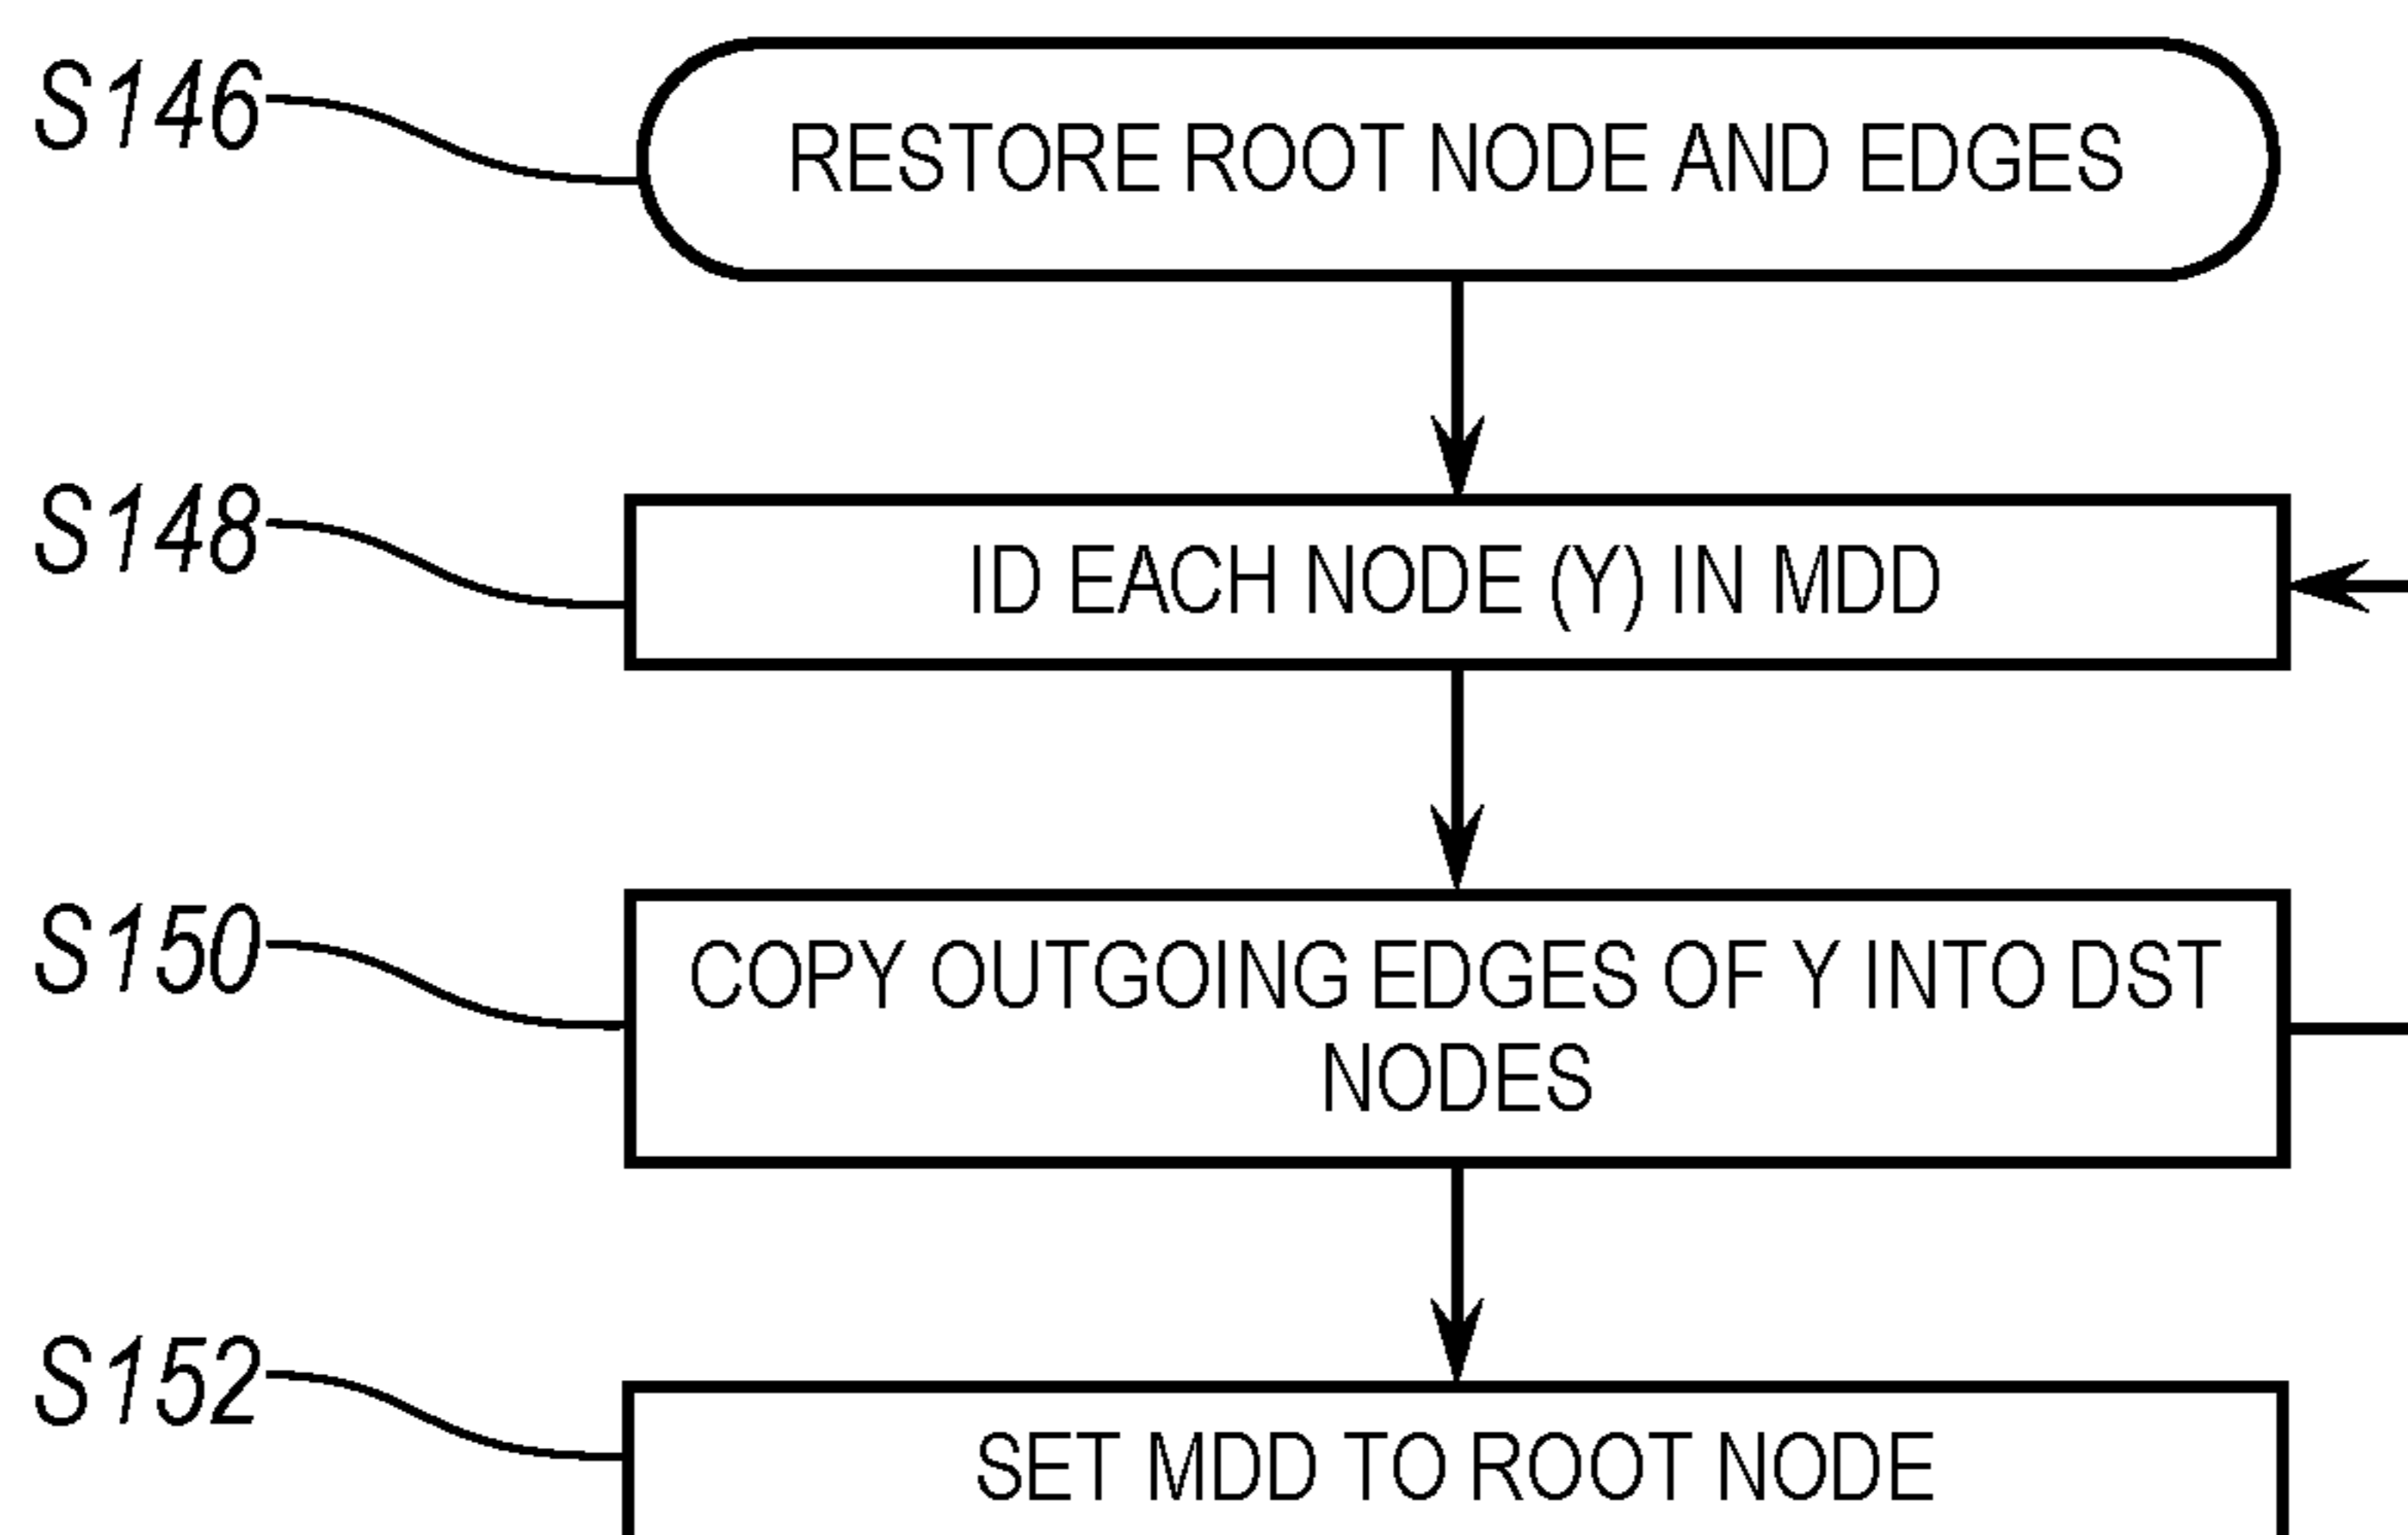 S146
RESTORE ROOT NODE AND EDGES
S148
ID EACH NODE (Y) IN MDD
S150
COPY OUTGOING EDGES OF Y INTO DST
NODES
S152
SET MDD TO ROOT NODE